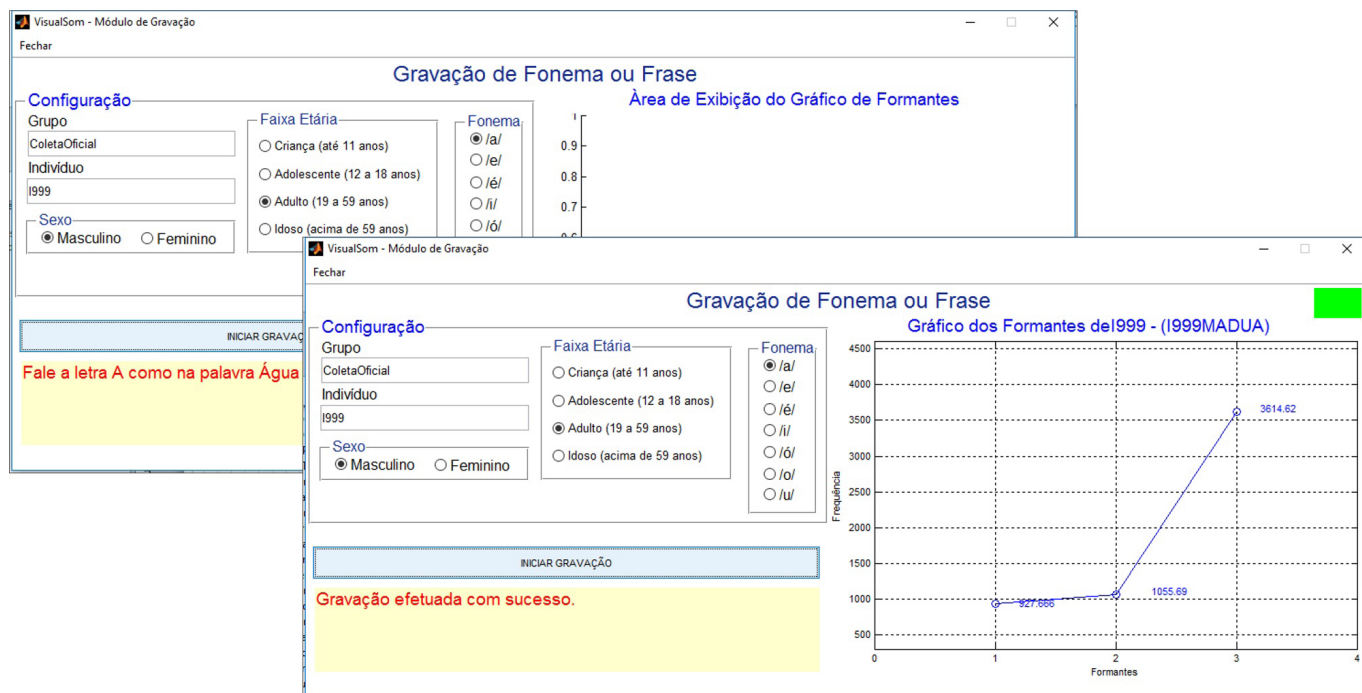 VisualSom - Módulo de Gravação
Fechar
Gravação de Fonema ou Frase
Configuração
Grupo
ColetaOficial
Indivíduo
I999
Sexo
Masculino
Feminino
Faixa Etária
Criança (até 11 anos)
Adolescente (12 a 18 anos)
Adulto (19 a 59 anos)
Idoso (acima de 59 anos)
Fonema
/a/
/e/
/é/
/i/
/ó/
Àrea de Exibição do Gráfico de Formantes
1
0.9
0.8
0.7
INICIAR GRAVAÇ
Fale a letra A como na palavra Água
VisualSom - Módulo de Gravação
Fechar
Gravação de Fonema ou Frase
Configuração
Grupo
ColetaOficial
Indivíduo
I999
Sexo
Masculino
Feminino
Faixa Etária
Criança (até 11 anos)
Adolescente (12 a 18 anos)
Adulto (19 a 59 anos)
Idoso (acima de 59 anos)
Fonema
/a/
/e/
/é/
/i/
/ó/
/o/
/u/
INICIAR GRAVAÇÃO
Gravação efetuada com sucesso.
Gráfico dos Formantes deI999 - (I999MADUA)
4500
4000
3500
3000
2500
2000
1500
1000
500
Frequência
3614.62
1055.69
927.666
0
1
2
3
4
Formantes